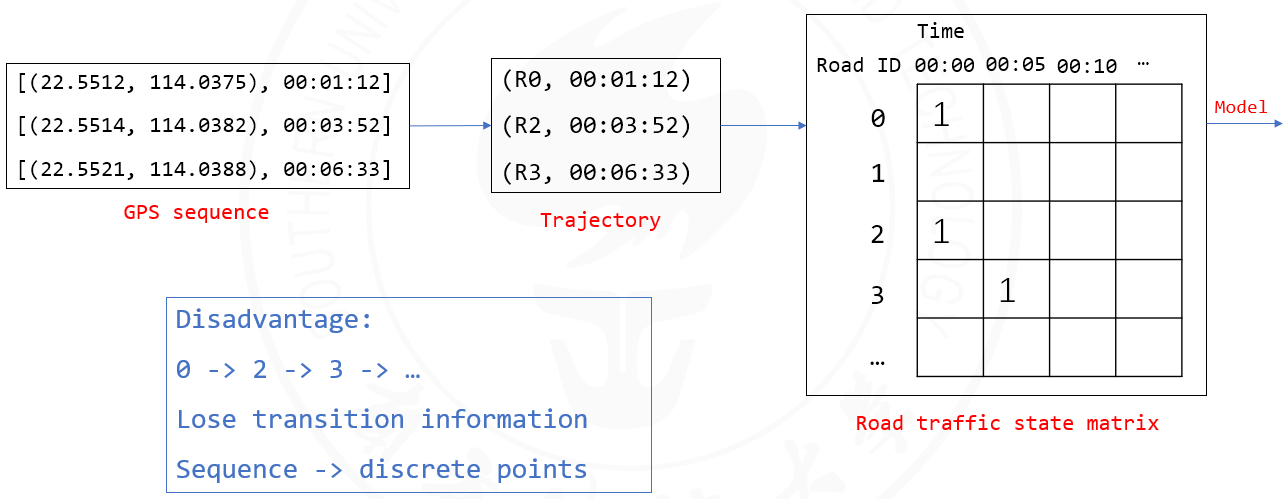 [(22.5512, 114.0375), 00:01:12]
[(22.5514, 114.0382), 00:03:52]
[(22.5521, 114.0388), 00:06:33]
GPS sequence
(R0, 00:01:12)
(R2, 00:03:52)
(R3, 00:06:33)
Trajectory
Time
Road ID 00:00 00:05 00:10 …
0 1
1
2 1
3 1
…
Road traffic state matrix
Model
Disadvantage:
0 -> 2 -> 3 -> …
Lose transition information
Sequence -> discrete points